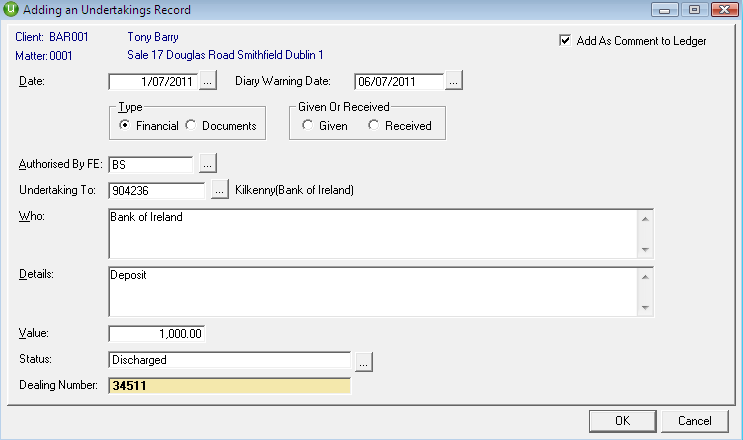 Adding an Undertakings Record
Client: BAR001 Tony Barry
Add As Comment to Ledger
Matter:0001 Sale 17 Douglas Road Smithfield Dublin 1
Date: 1/07/2011 ... Diary Warning Date: 06/07/2011 ...
Type Given Or Received
Financial Documents Given Received
Authorised By FE: BS ...
Undertaking To: 904236 ... Kilkenny(Bank of Ireland)
Who: Bank of Ireland
Details: Deposit
Value: 1,000.00
Status: Discharged ...
Dealing Number: 34511
OK Cancel